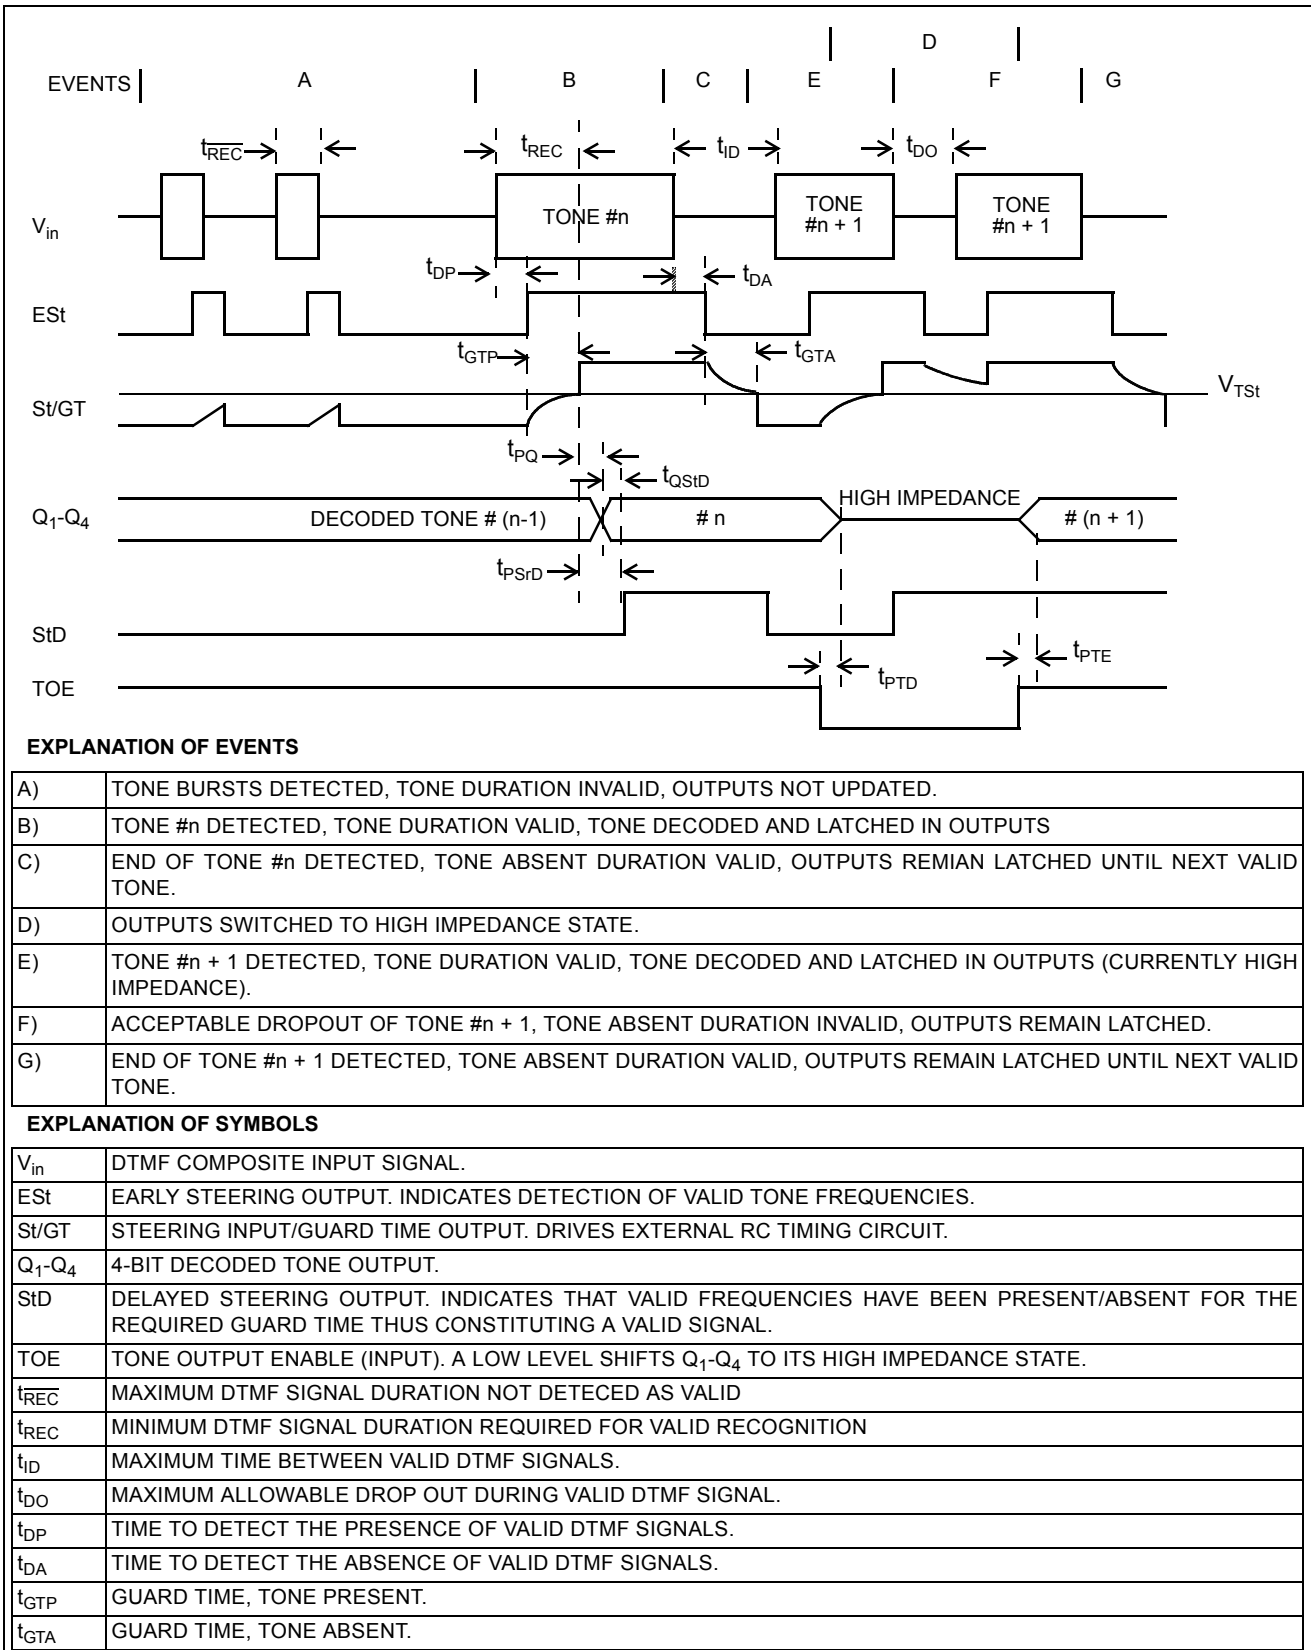 D
EVENTS A B C E F G
tREC tREC tID tDO
Vin TONE #n TONE #n + 1 TONE #n + 1
tDP tDA
ESt
tGTP tGTA
St/GT VTSt
tPQ tQStD
HIGH IMPEDANCE
Q1-Q4 DECODED TONE # (n-1) # n # (n + 1)
tPSrD
StD
tPTE
tPTD
TOE
EXPLANATION OF EVENTS
A) TONE BURSTS DETECTED, TONE DURATION INVALID, OUTPUTS NOT UPDATED.
B) TONE #n DETECTED, TONE DURATION VALID, TONE DECODED AND LATCHED IN OUTPUTS
C) END OF TONE #n DETECTED, TONE ABSENT DURATION VALID, OUTPUTS REMIAN LATCHED UNTIL NEXT VALID
TONE.
D) OUTPUTS SWITCHED TO HIGH IMPEDANCE STATE.
E) TONE #n + 1 DETECTED, TONE DURATION VALID, TONE DECODED AND LATCHED IN OUTPUTS (CURRENTLY HIGH
IMPEDANCE).
F) ACCEPTABLE DROPOUT OF TONE #n + 1, TONE ABSENT DURATION INVALID, OUTPUTS REMAIN LATCHED.
G) END OF TONE #n + 1 DETECTED, TONE ABSENT DURATION VALID, OUTPUTS REMAIN LATCHED UNTIL NEXT VALID
TONE.
EXPLANATION OF SYMBOLS
Vin DTMF COMPOSITE INPUT SIGNAL.
ESt EARLY STEERING OUTPUT. INDICATES DETECTION OF VALID TONE FREQUENCIES.
St/GT STEERING INPUT/GUARD TIME OUTPUT. DRIVES EXTERNAL RC TIMING CIRCUIT.
Q1-Q4 4-BIT DECODED TONE OUTPUT.
StD DELAYED STEERING OUTPUT. INDICATES THAT VALID FREQUENCIES HAVE BEEN PRESENT/ABSENT FOR THE
REQUIRED GUARD TIME THUS CONSTITUTING A VALID SIGNAL.
TOE TONE OUTPUT ENABLE (INPUT). A LOW LEVEL SHIFTS Q1-Q4 TO ITS HIGH IMPEDANCE STATE.
tREC MAXIMUM DTMF SIGNAL DURATION NOT DETECED AS VALID
tREC MINIMUM DTMF SIGNAL DURATION REQUIRED FOR VALID RECOGNITION
tID MAXIMUM TIME BETWEEN VALID DTMF SIGNALS.
tDO MAXIMUM ALLOWABLE DROP OUT DURING VALID DTMF SIGNAL.
tDP TIME TO DETECT THE PRESENCE OF VALID DTMF SIGNALS.
tDA TIME TO DETECT THE ABSENCE OF VALID DTMF SIGNALS.
tGTP GUARD TIME, TONE PRESENT.
tGTA GUARD TIME, TONE ABSENT.